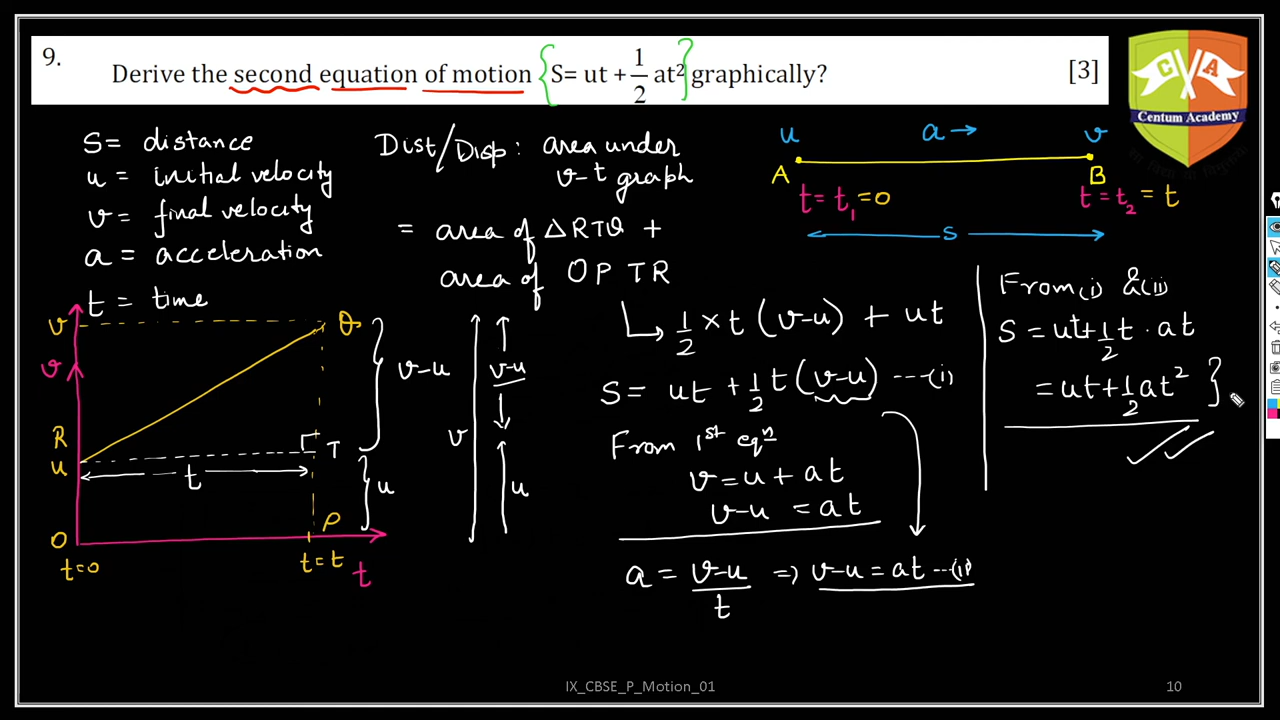 9.
Derive the second equation of motion {S= ut + 1/2 at²} graphically?
[3]
C A
Centum Academy
S= distance
u = initial velocity
v = final velocity
a = acceleration
t = time
Dist/Disp: area under
v-t graph
= area of △RTQ +
area of OPTR
u a → v
A B
t = t₁ = 0 t = t₂ = t
s
v Q
v
R
u
T
t
O P
t=0 t=t t
v-u
u
v
v-u
u
↳ 1/2 × t (v-u) + ut
S = ut + 1/2 t (v-u) ---(i)
From 1st eqn
v = u + at
v-u = at
a = v-u/t ⇒ v-u = at ---(ii)
From (i) & (ii)
S = ut + 1/2 t · at
= ut + 1/2 at² }
IX_CBSE_P_Motion_01
10